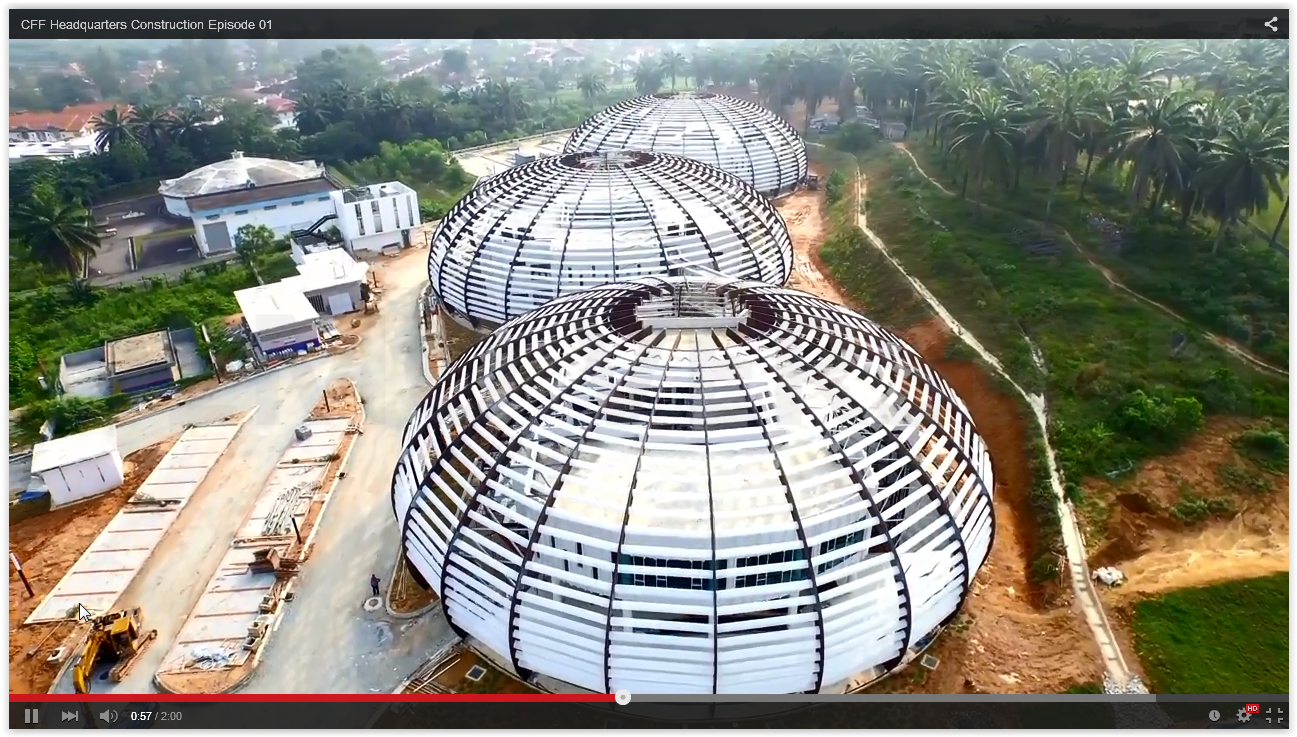 CFF Headquarters Construction Episode 01
0:57 / 2:00
HD